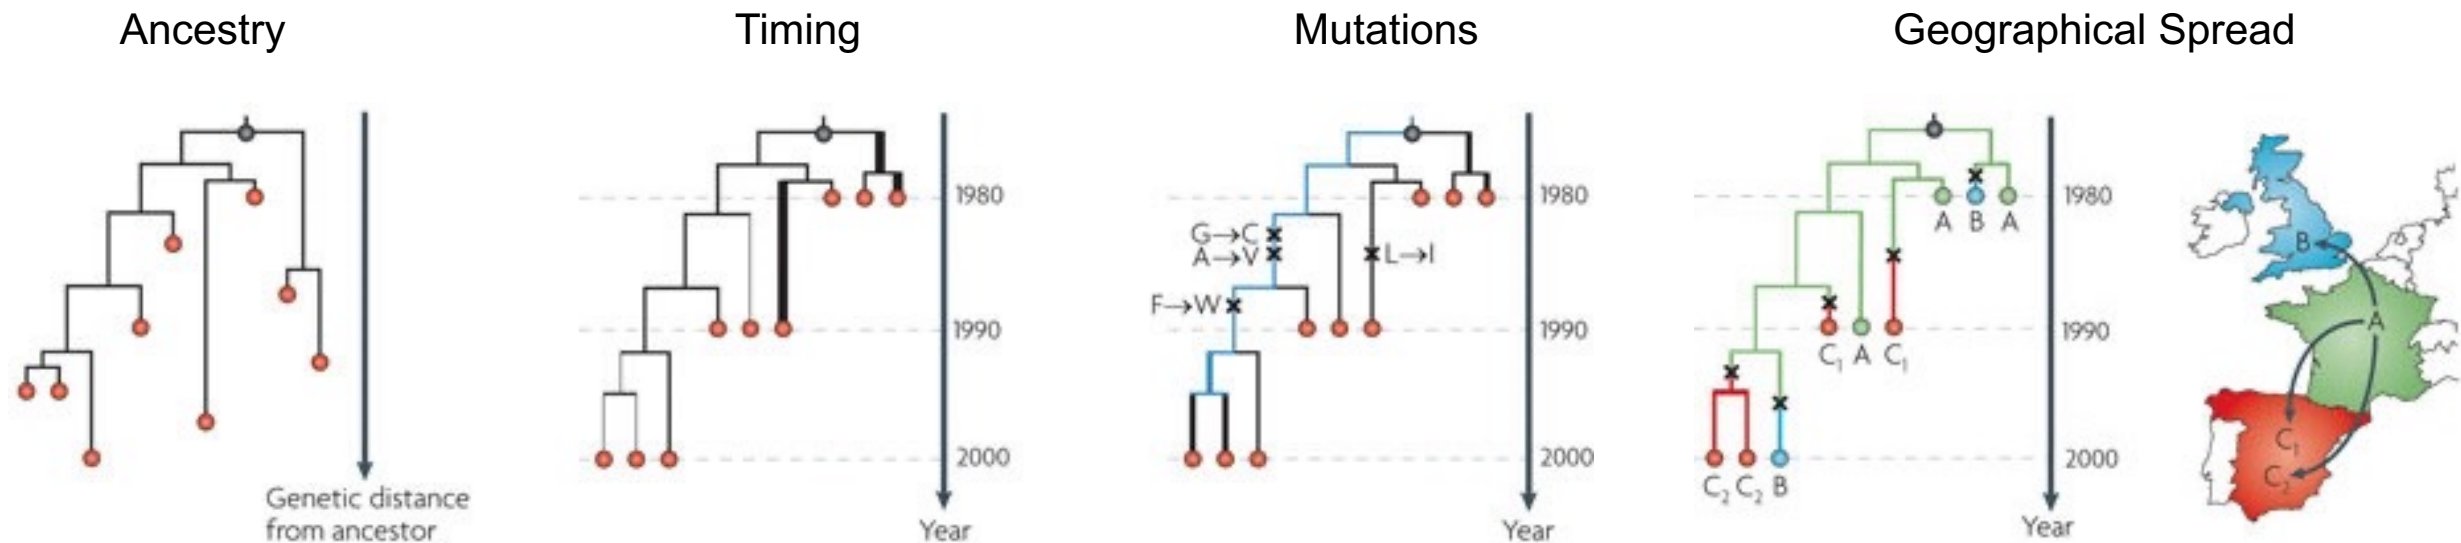 Ancestry
Genetic distance
from ancestor
Timing
1980
1990
2000
Year
Mutations
G→C
A→V
L→I
F→W
1980
1990
2000
Year
Geographical Spread
A B A
1980
C₁ A C₁
1990
C₂ C₂ B
2000
Year
B
A
C₁
C₂